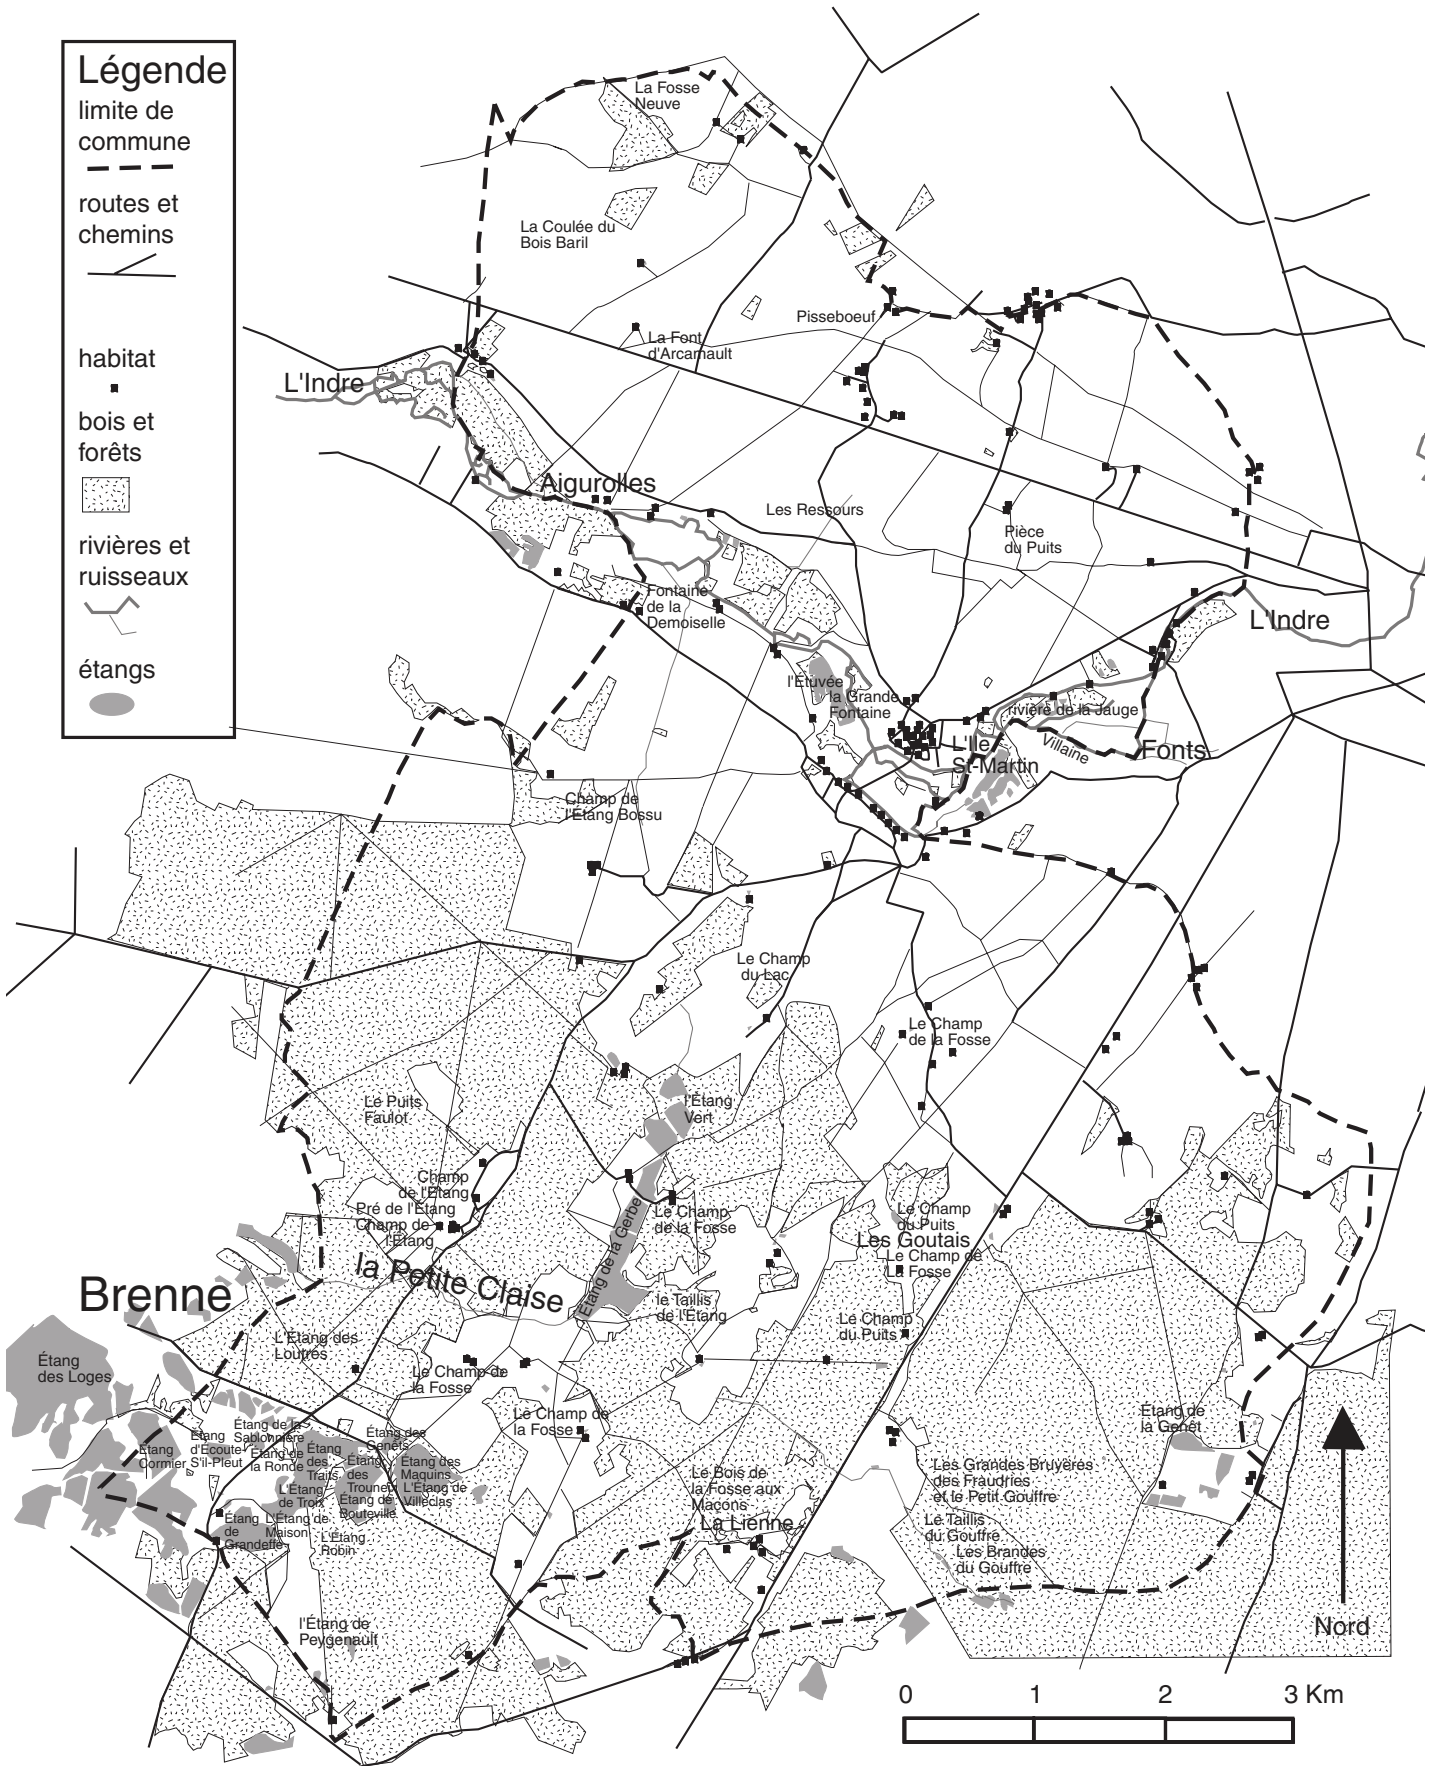 Légende
limite de
commune
routes et
chemins
habitat
bois et
forêts
rivières et
ruisseaux
étangs
La Fosse
Neuve
La Coulée du
Bois Baril
Pisseboeuf
La Font
d'Arcamault
L'Indre
Aigurolles
Les Ressours
Pièce
du Puits
Fontaine
de la
Demoiselle
L'Indre
l'Étuvée
la Grande
Fontaine
rivière de la Jauge
L'Ile
St-Martin
Villaine
Fonts
Champ de
l'Étang Bossu
Le Champ
du Lac
Le Champ
de la Fosse
Le Puits
Faulot
l'Étang
Vert
Champ
de l'Étang
Pré de l'Étang
Champ de
l'Étang
Étang de la Gerbe
Le Champ
de la Fosse
Le Champ
du Puits
Les Goutais
Le Champ de
La Fosse
la Petite Claise
Brenne
le Taillis
de l'Étang
Le Champ
du Puits
L'Étang des
Loutres
Étang
des Loges
Le Champ de
la Fosse
Le Champ de
la Fosse
Étang de
la Genêt
Étang de la
Sablonnière
Étang
d'Écoute
S'il-Pleut
Étang
Cormier
Étang de
la Ronde
Étang
des
Traits
Étang des
Genêts
Étang
des
Trouneux
Étang des
Maquins
L'Étang de
Villeclas
L'Étang
de Troix
Étang de
Bouteville
Étang
de
Grandeffe
L'Étang de
Maison
L'Étang
Robin
Le Bois de
la Fosse aux
Maçons
La Lienne
Les Grandes Bruyères
des Fraudries
et le Petit Gouffre
Le Taillis
du Gouffre
Les Brandes
du Gouffre
l'Étang de
Peygenault
Nord
0 1 2 3 Km